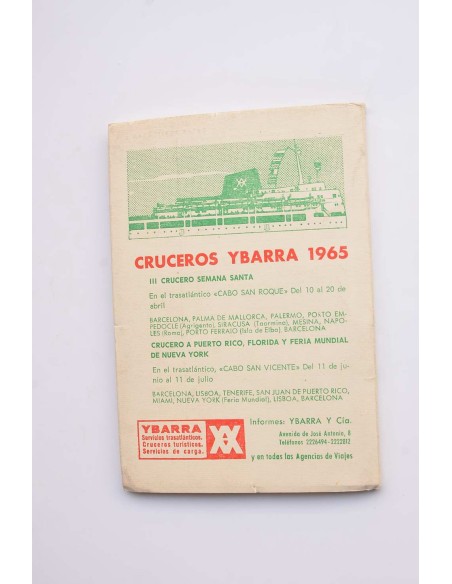 CRUCEROS YBARRA 1965
III CRUCERO SEMANA SANTA
En el trasatlántico «CABO SAN ROQUE» Del 10 al 20 de
abril
BARCELONA, PALMA DE MALLORCA, PALERMO, PORTO EM-
PEDOCLE (Agrigento), SIRACUSA (Taormina), MESINA, NAPO-
LES (Roma), PORTO FERRAIO (Isla de Elba), BARCELONA
CRUCERO A PUERTO RICO, FLORIDA Y FERIA MUNDIAL
DE NUEVA YORK
En el trasatlántico, «CABO SAN VICENTE» Del 11 de ju-
nio al 11 de julio
BARCELONA, LISBOA, TENERIFE, SAN JUAN DE PUERTO RICO,
MIAMI, NUEVA YORK (Feria Mundial), LISBOA, BARCELONA
YBARRA
Servicios trasatlánticos.
Cruceros turísticos.
Servicios de carga.
Informes: YBARRA Y Cía.
Avenida de José Antonio, 8
Teléfonos 2226494-2222012
y en todas las Agencias de Viajes